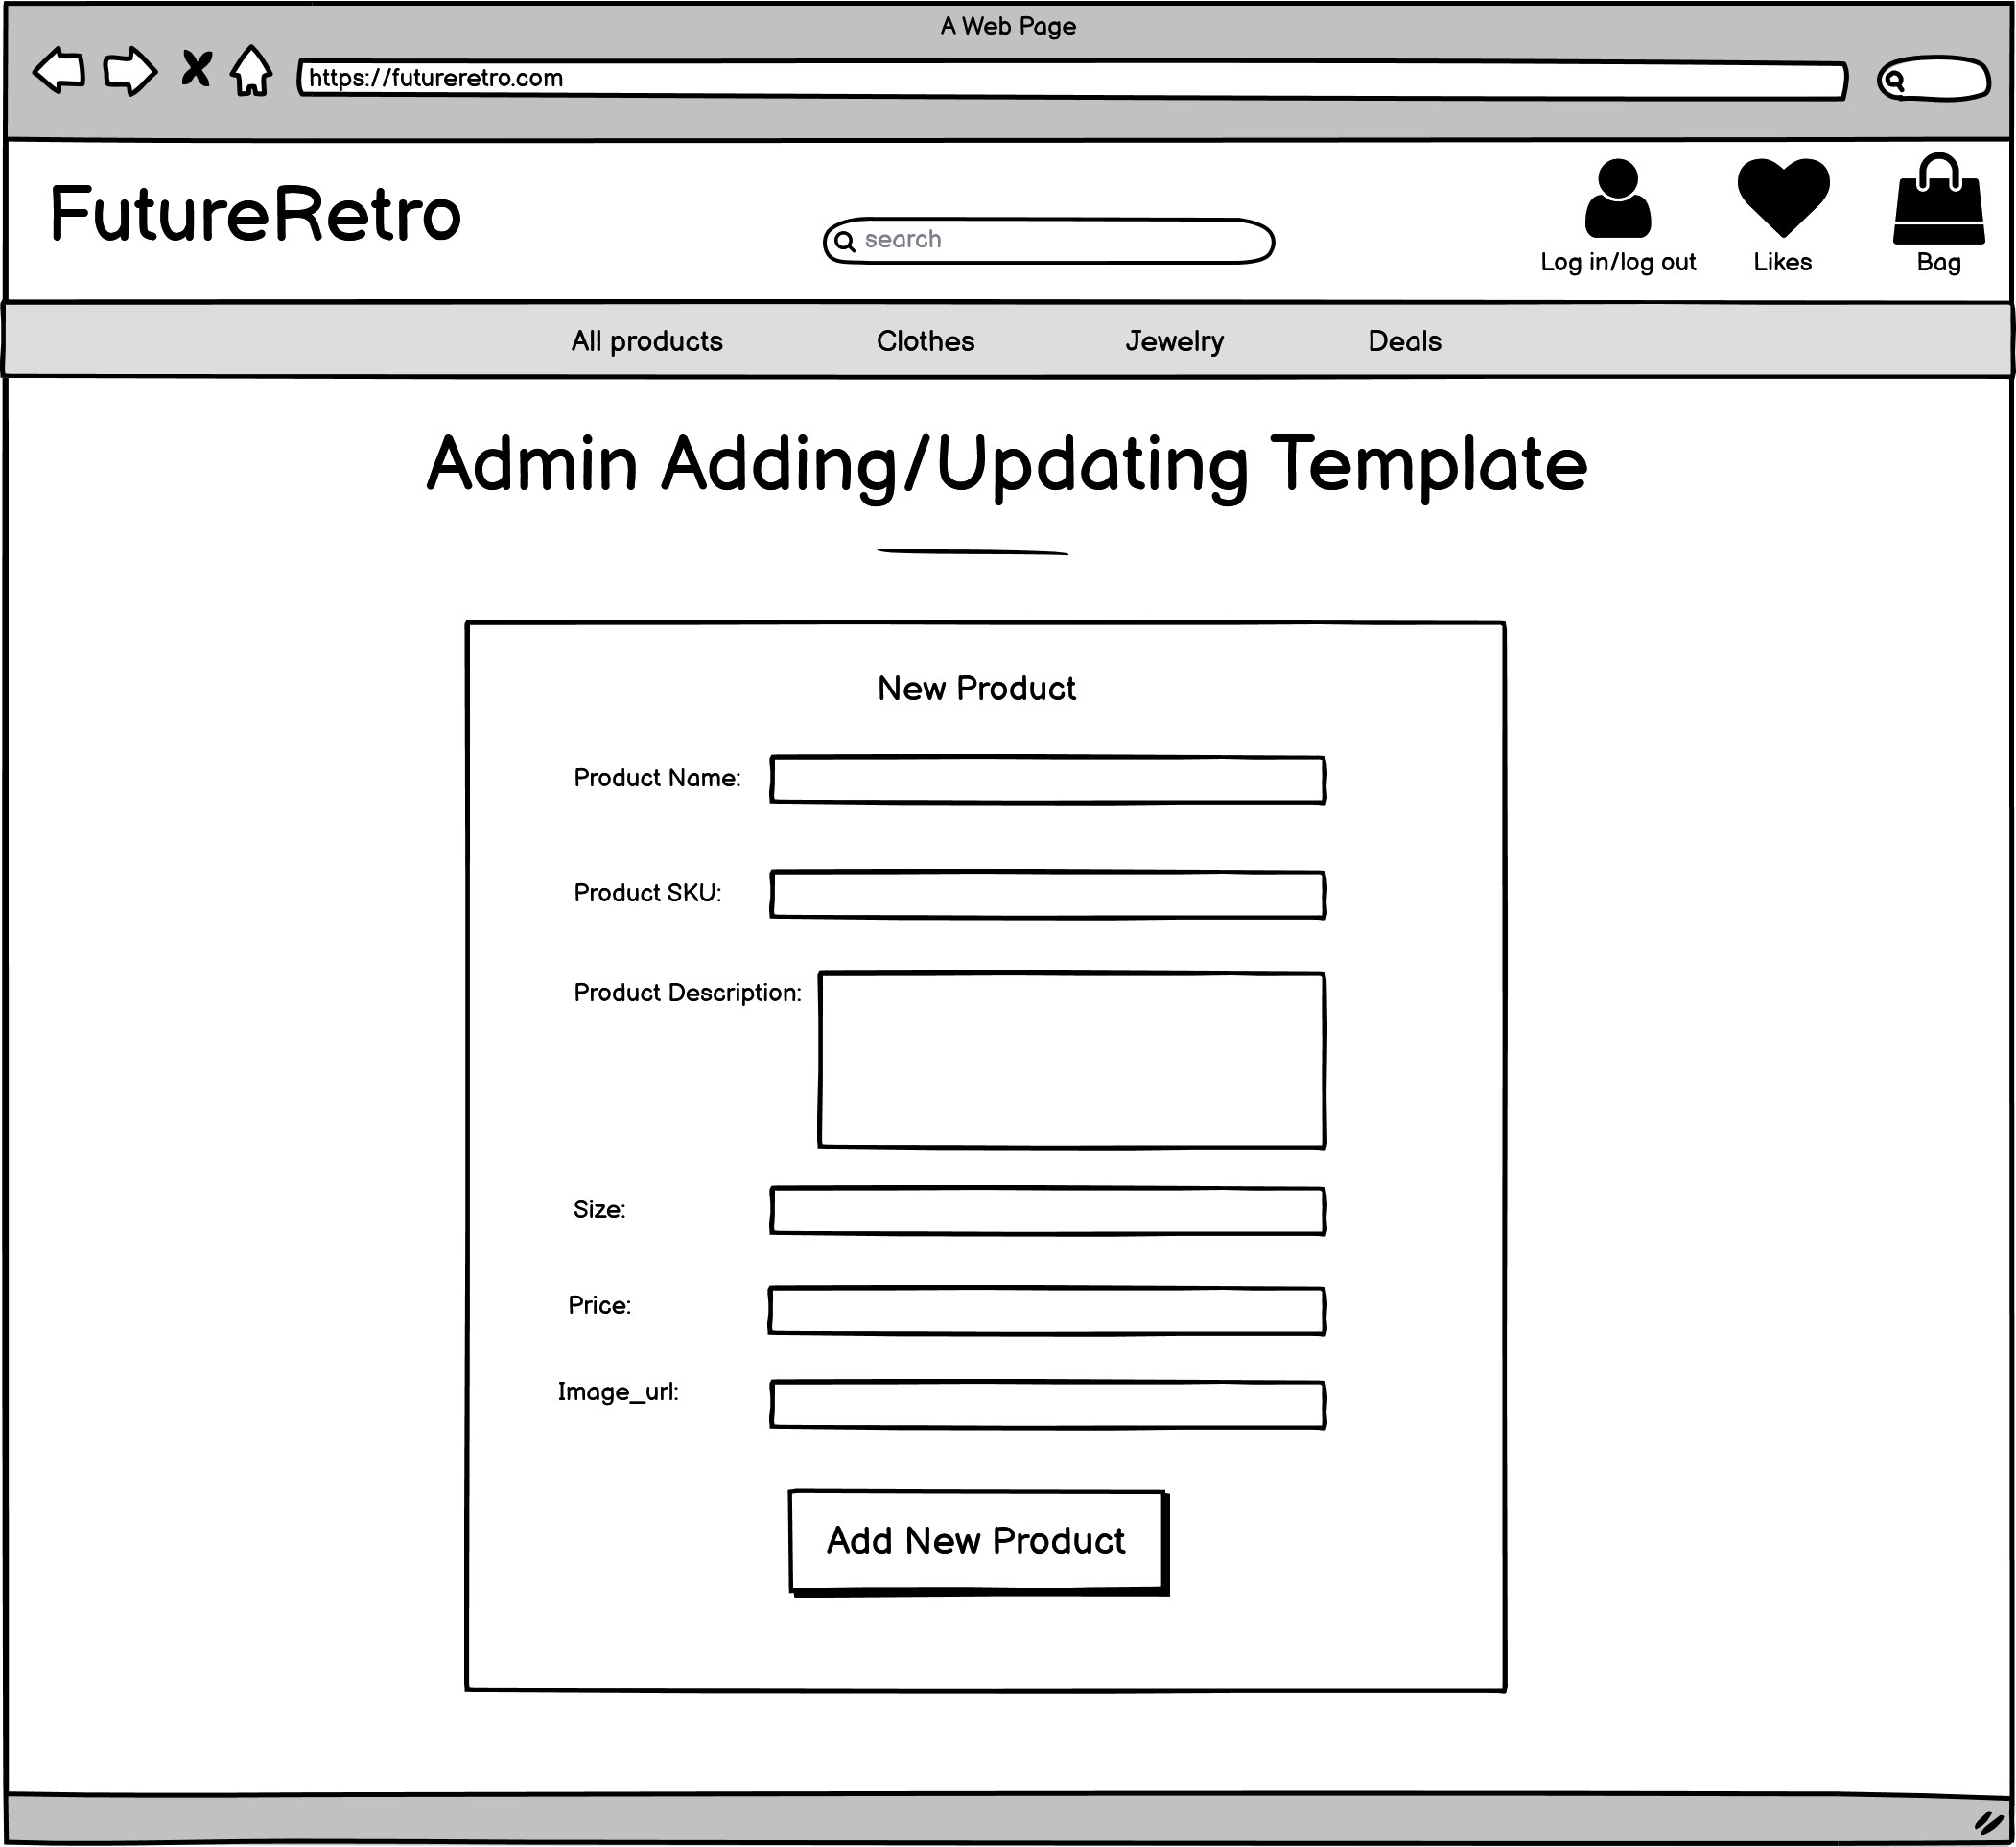 A Web Page
https://futureretro.com
FutureRetro
search
Log in/log out
Likes
Bag
All products
Clothes
Jewelry
Deals
Admin Adding/Updating Template
New Product
Product Name:
Product SKU:
Product Description:
Size:
Price:
Image_url:
Add New Product